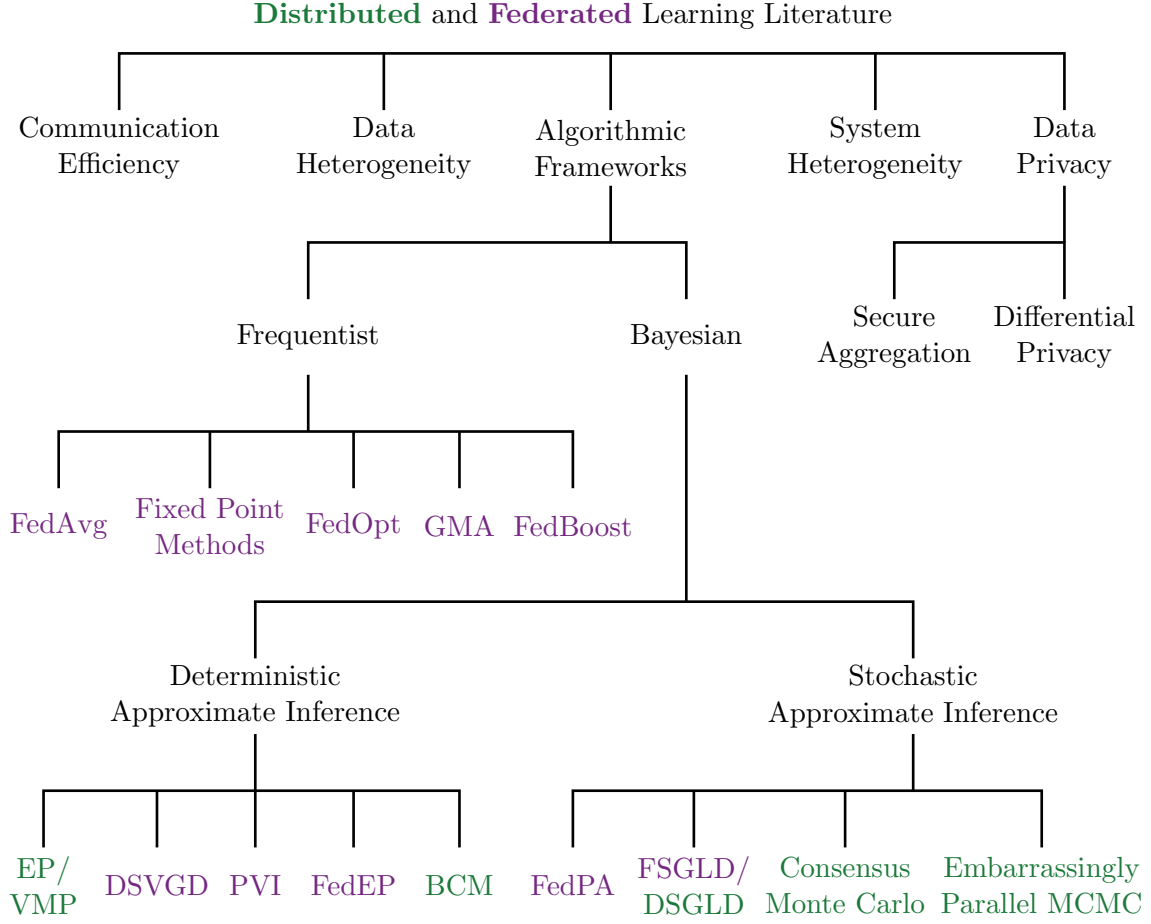 Distributed and Federated Learning Literature
Communication
Efficiency
Data
Heterogeneity
Algorithmic
Frameworks
System
Heterogeneity
Data
Privacy
Frequentist
Bayesian
Secure
Aggregation
Differential
Privacy
FedAvg
Fixed Point
Methods
FedOpt
GMA
FedBoost
Deterministic
Approximate Inference
Stochastic
Approximate Inference
EP/
VMP
DSVGD
PVI
FedEP
BCM
FedPA
FSGLD/
DSGLD
Consensus
Monte Carlo
Embarrassingly
Parallel MCMC